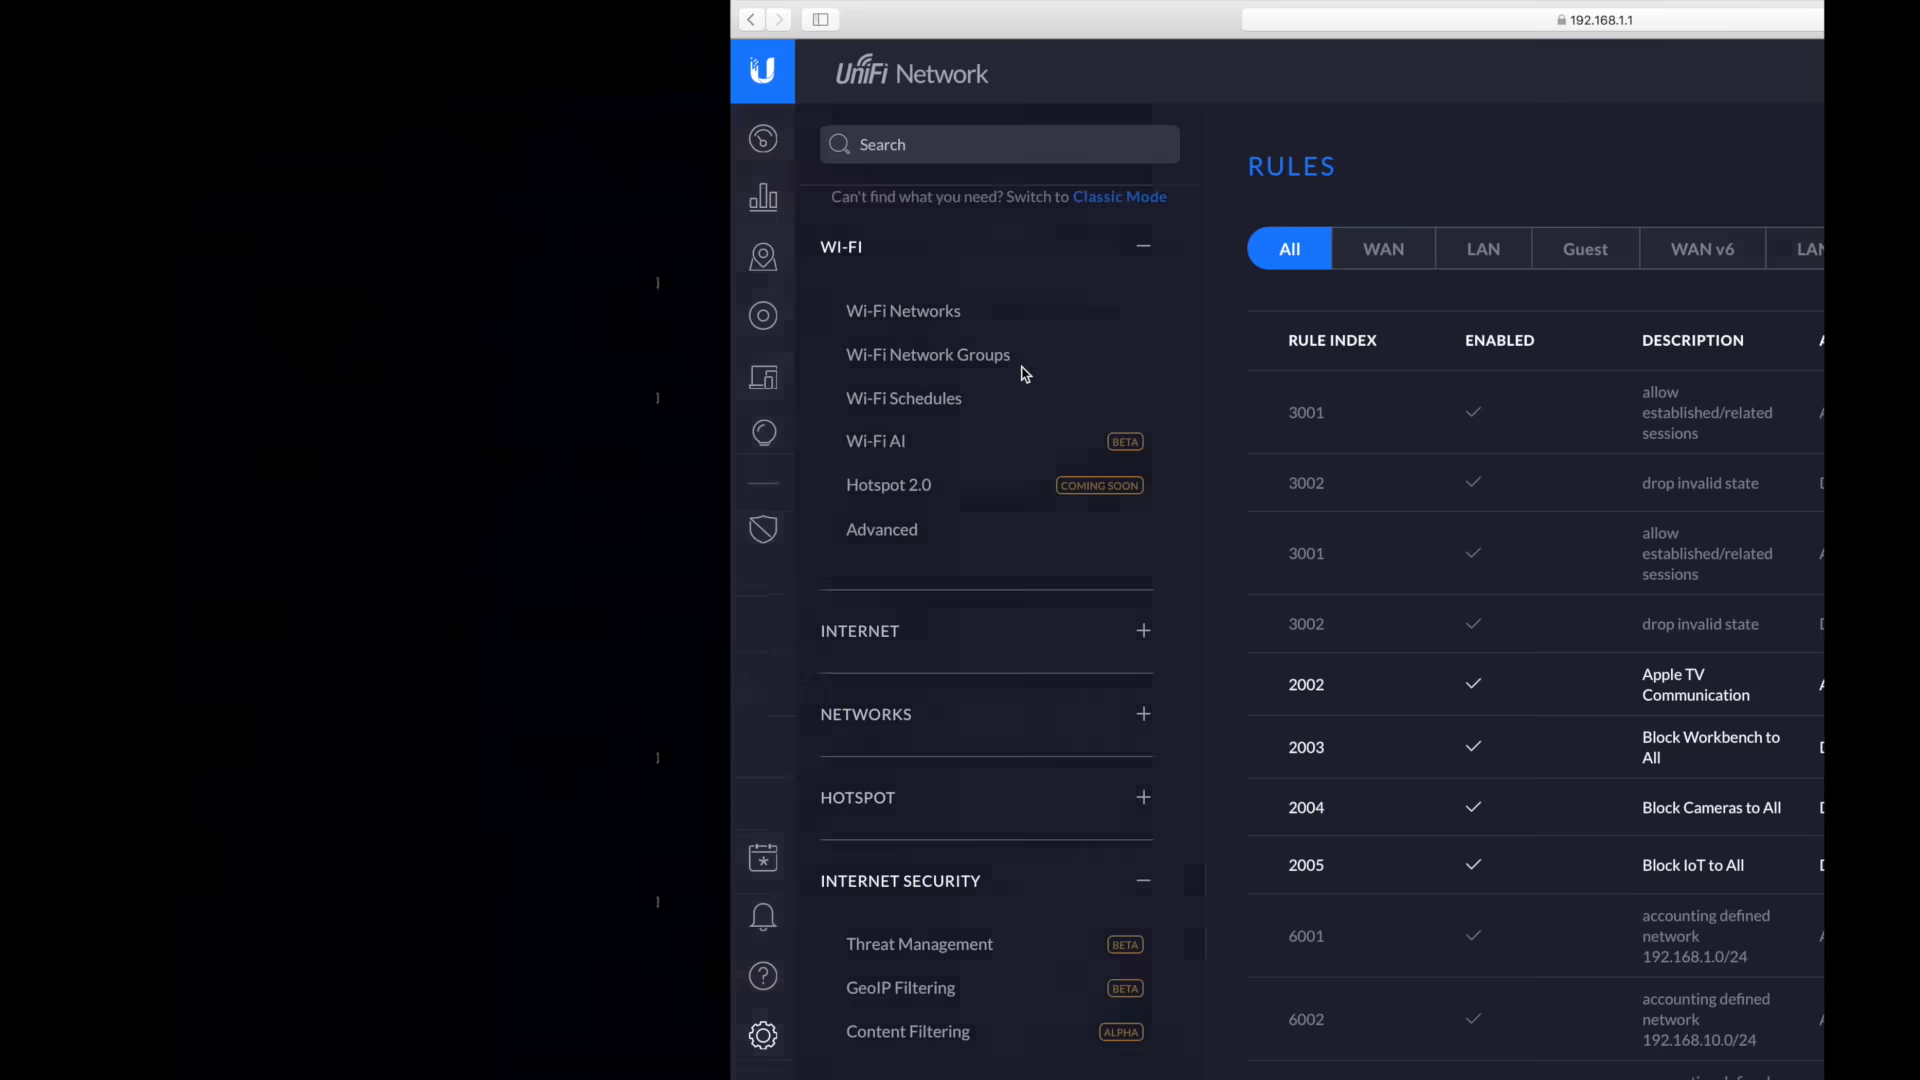 192.168.1.1
UniFi Network
Search
Can't find what you need? Switch to Classic Mode
WI-FI
Wi-Fi Networks
Wi-Fi Network Groups
Wi-Fi Schedules
Wi-Fi AI BETA
Hotspot 2.0 COMING SOON
Advanced
INTERNET
NETWORKS
HOTSPOT
INTERNET SECURITY
Threat Management BETA
GeoIP Filtering BETA
Content Filtering ALPHA
RULES
All WAN LAN Guest WAN v6 LAN
RULE INDEX ENABLED DESCRIPTION
3001 allow
established/related
sessions
3002 drop invalid state
3001 allow
established/related
sessions
3002 drop invalid state
2002 Apple TV
Communication
2003 Block Workbench to
All
2004 Block Cameras to All
2005 Block IoT to All
6001 accounting defined
network
192.168.1.0/24
6002 accounting defined
network
192.168.10.0/24